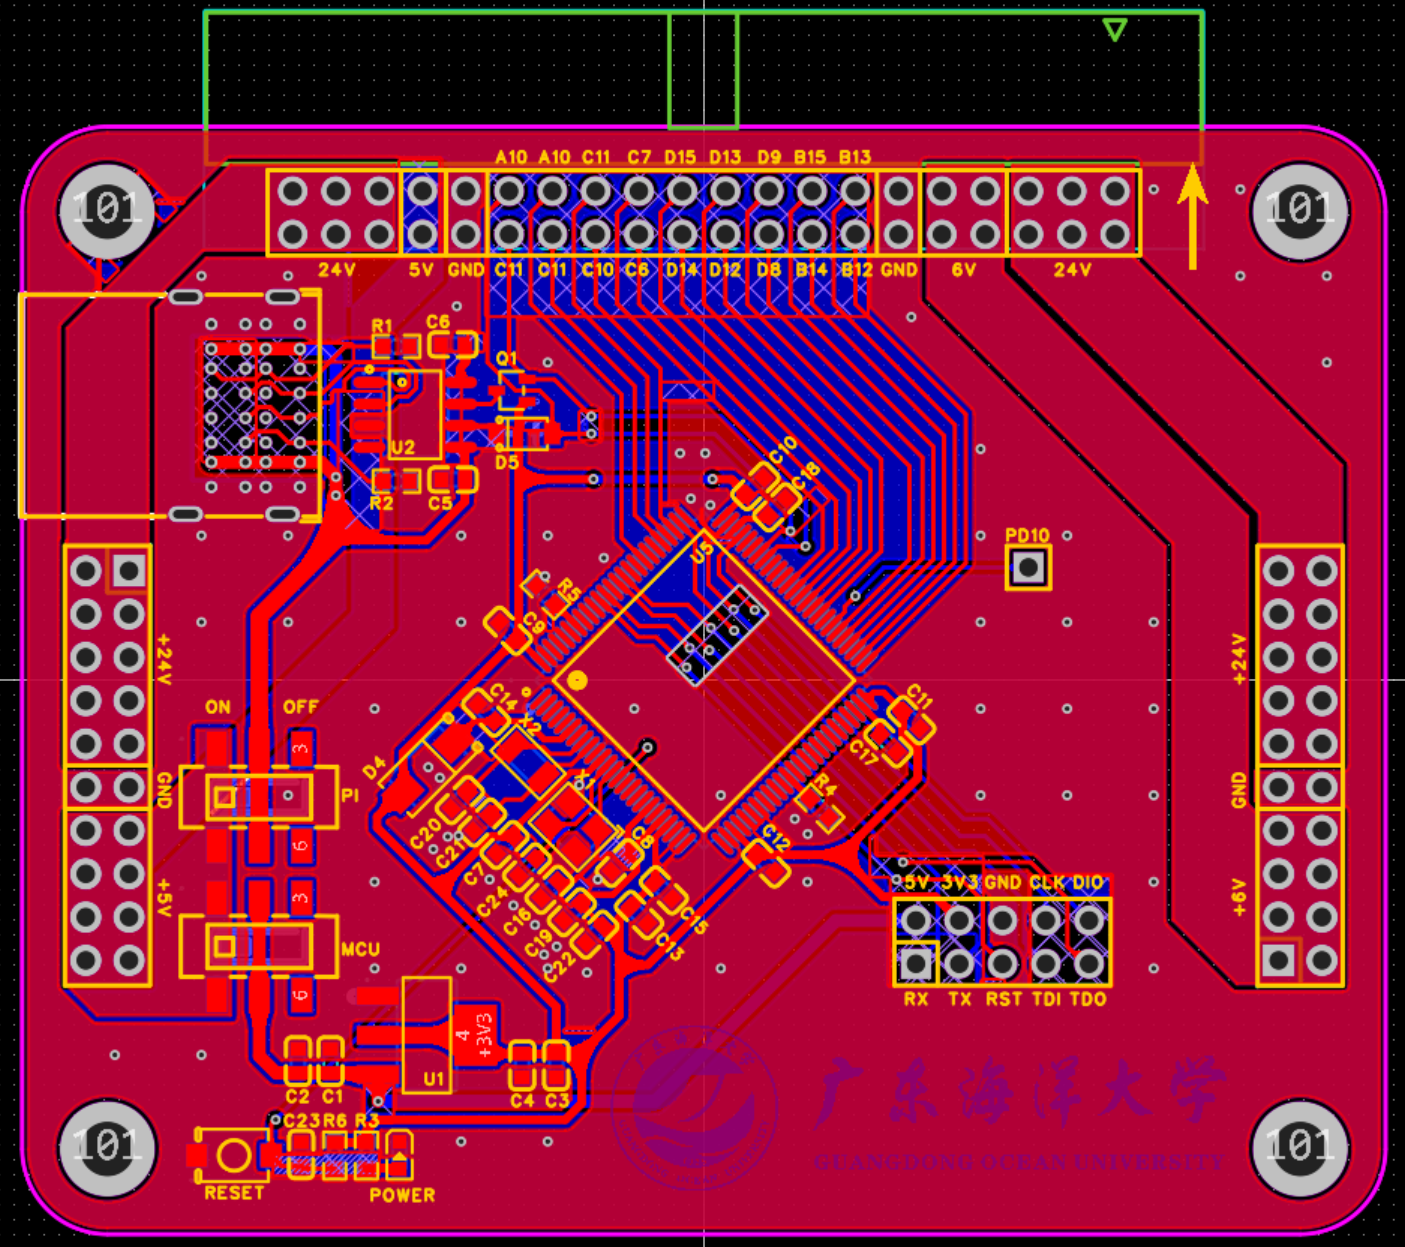 A10 A10 C11 C7 D15 D13 D9 B15 B13
101
101
24V 5V GND C11 C11 C10 C6 D14 D12 D8 B14 B12 GND 6V 24V
R1 C6
Q1
U2
D5
R2 C5
C10
C18
PD10
U5
R5
C9
+24V
+24V
ON OFF
C14
X2
C11
3
D4
C17
GND
PI
X1
R4
GND
C20
C21
C8
C12
6
C7
5V 3V3 GND CLK DIO
+5V
3
C24
C16
C15
+6V
C19
C13
MCU
C22
6
RX TX RST TDI TDO
4
+3V3
U1
C2 C1
C4 C3
C23 R6 R3
101
101
RESET
POWER
广东海洋大学
GUANGDONG OCEAN UNIVERSITY